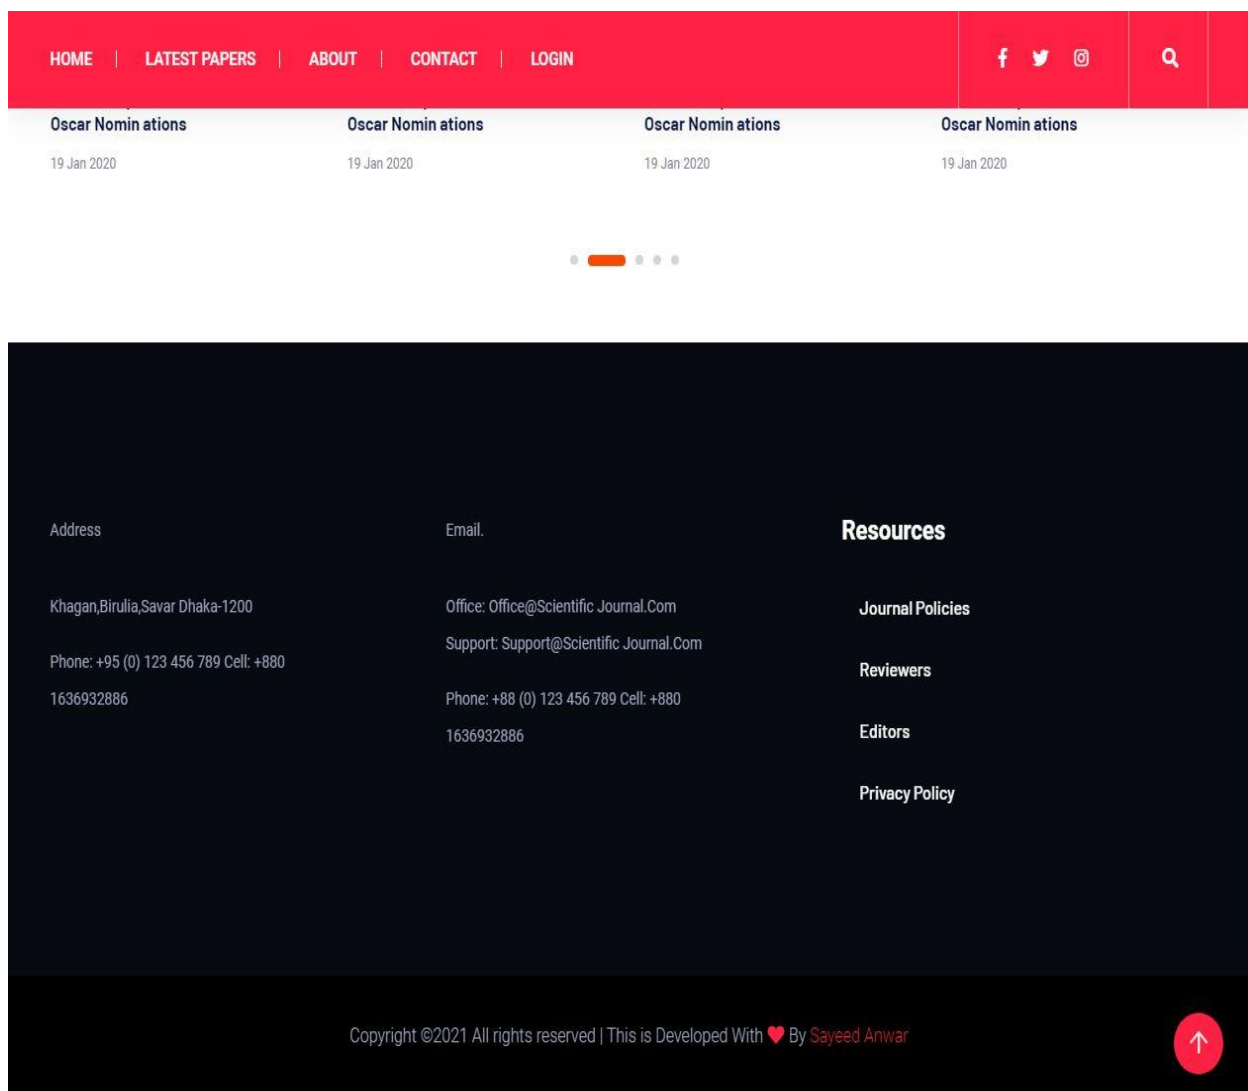 HOME | LATEST PAPERS | ABOUT | CONTACT | LOGIN
Oscar Nomin ations
19 Jan 2020
Oscar Nomin ations
19 Jan 2020
Oscar Nomin ations
19 Jan 2020
Oscar Nomin ations
19 Jan 2020
Address
Khagan,Birulia,Savar Dhaka-1200
Phone: +95 (0) 123 456 789 Cell: +880
1636932886
Email.
Office: Office@Scientific Journal.Com
Support: Support@Scientific Journal.Com
Phone: +88 (0) 123 456 789 Cell: +880
1636932886
Resources
Journal Policies
Reviewers
Editors
Privacy Policy
Copyright ©2021 All rights reserved | This is Developed With ♥ By Sayeed Anwar